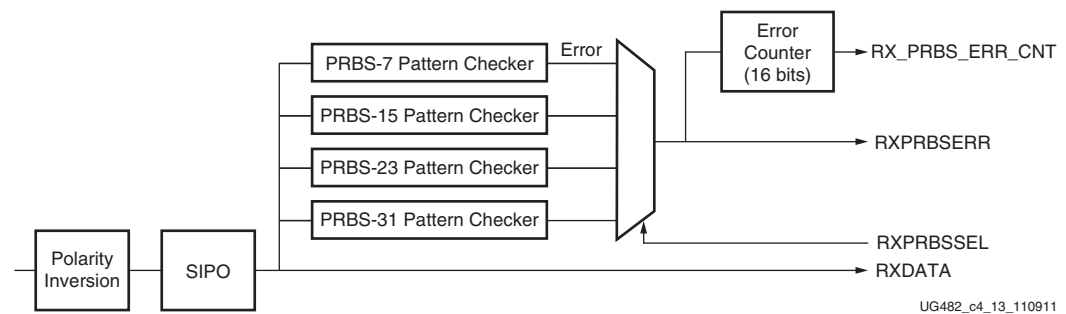 Error
Counter
(16 bits)
RX_PRBS_ERR_CNT
PRBS-7 Pattern Checker
Error
PRBS-15 Pattern Checker
RXPRBSERR
PRBS-23 Pattern Checker
PRBS-31 Pattern Checker
RXPRBSSEL
Polarity
Inversion
SIPO
RXDATA
UG482_c4_13_110911